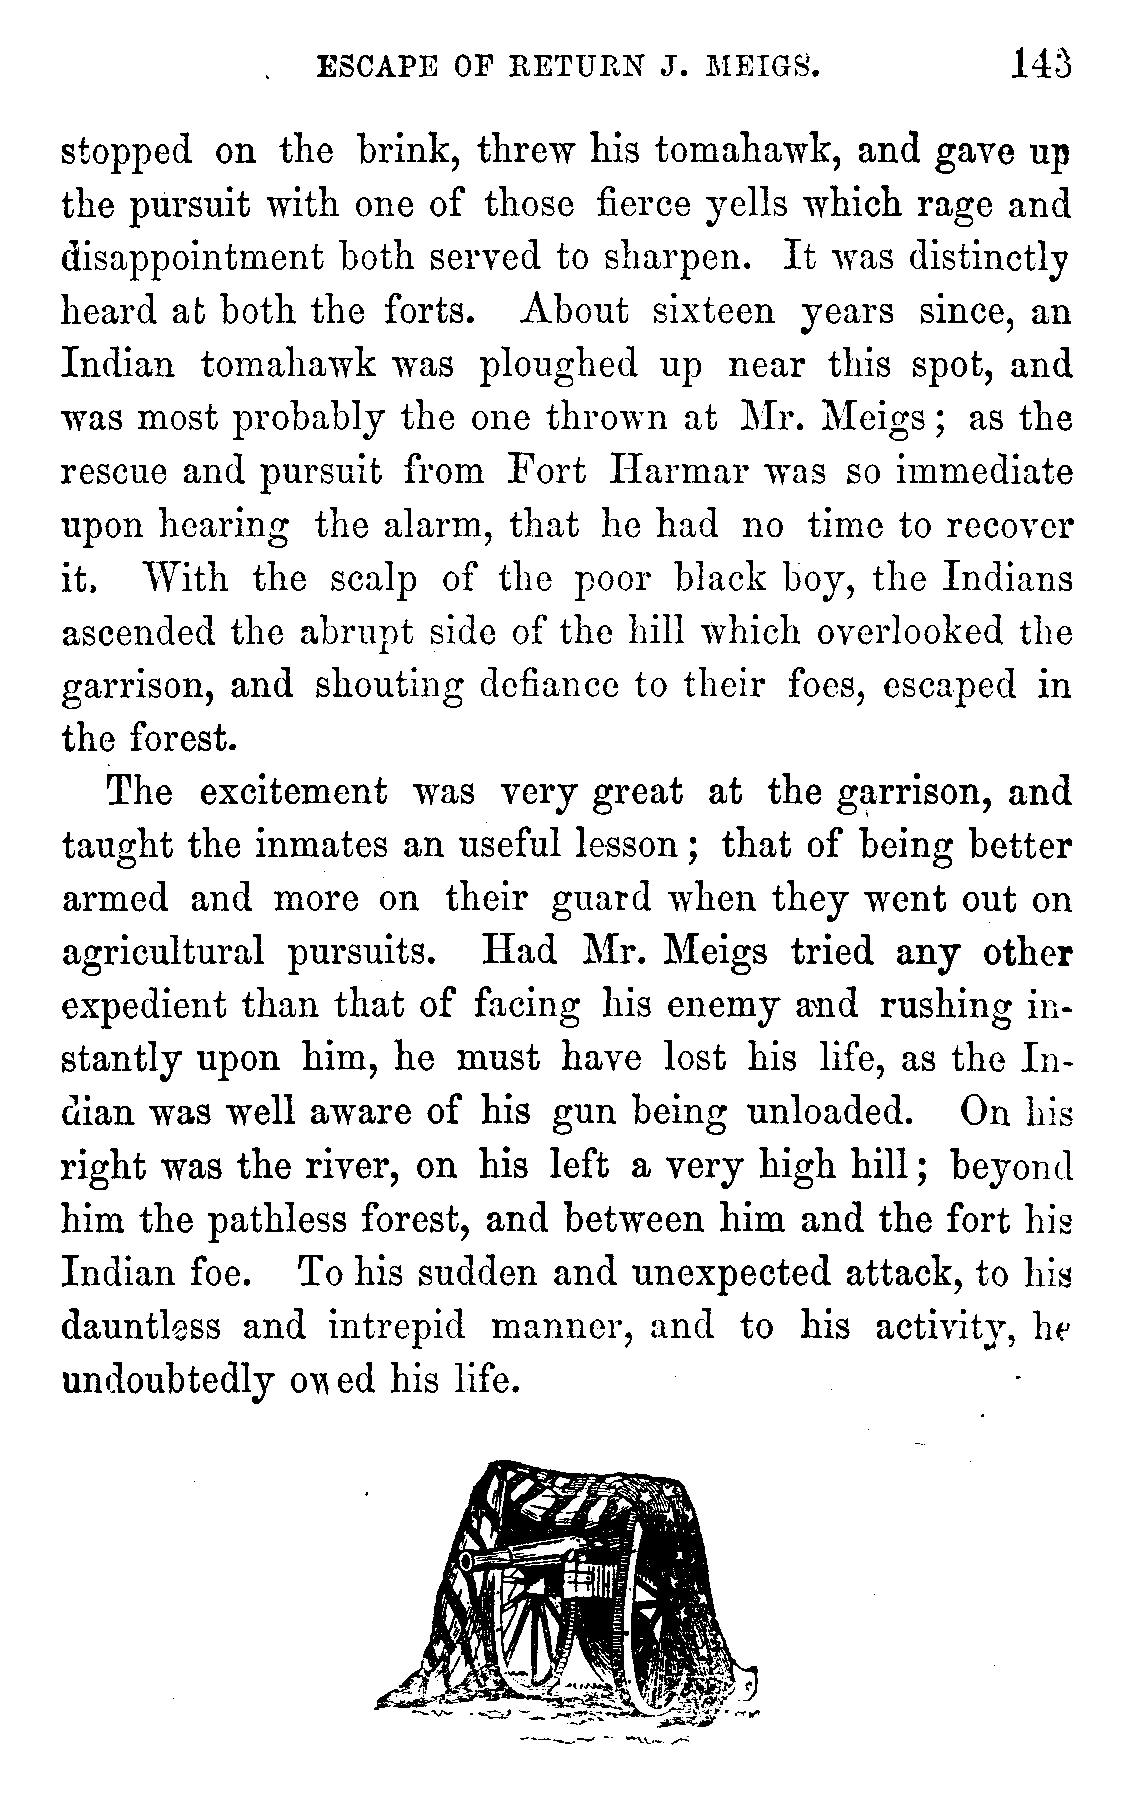 ESCAPE OF RETURN J. MEIGS. 143
stopped on the brink, threw his tomahawk, and gave up
the pursuit with one of those fierce yells which rage and
disappointment both served to sharpen. It was distinctly
heard at both the forts. About sixteen years since, an
Indian tomahawk was ploughed up near this spot, and
was most probably the one thrown at Mr. Meigs; as the
rescue and pursuit from Fort Harmar was so immediate
upon hearing the alarm, that he had no time to recover
it. With the scalp of the poor black boy, the Indians
ascended the abrupt side of the hill which overlooked the
garrison, and shouting defiance to their foes, escaped in
the forest.
The excitement was very great at the garrison, and
taught the inmates an useful lesson; that of being better
armed and more on their guard when they went out on
agricultural pursuits. Had Mr. Meigs tried any other
expedient than that of facing his enemy and rushing in-
stantly upon him, he must have lost his life, as the In-
dian was well aware of his gun being unloaded. On his
right was the river, on his left a very high hill; beyond
him the pathless forest, and between him and the fort his
Indian foe. To his sudden and unexpected attack, to his
dauntless and intrepid manner, and to his activity, he
undoubtedly owed his life.